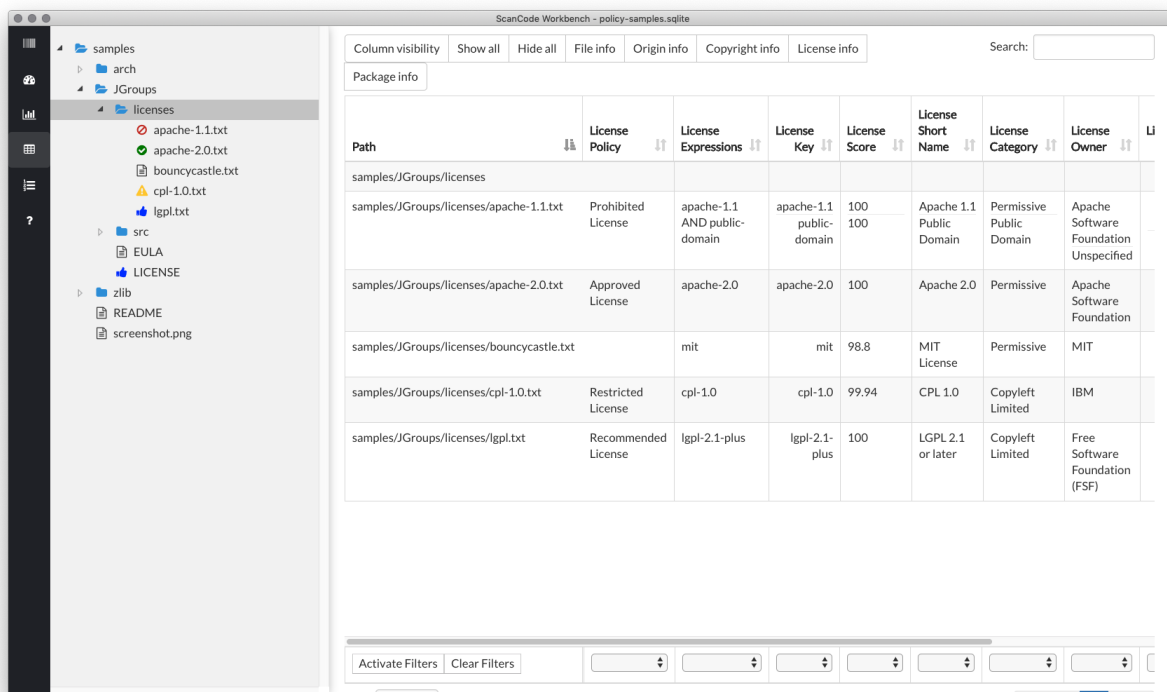 ScanCode Workbench - policy-samples.sqlite
samples
arch
JGroups
licenses
apache-1.1.txt
apache-2.0.txt
bouncycastle.txt
cpl-1.0.txt
lgpl.txt
src
EULA
LICENSE
zlib
README
screenshot.png
?
Column visibility Show all Hide all File info Origin info Copyright info License info
Package info
Search:
Path License Policy License Expressions License Key License Score License Short Name License Category License Owner Li
samples/JGroups/licenses
samples/JGroups/licenses/apache-1.1.txt Prohibited License apache-1.1 AND public-domain apache-1.1 public-domain 100 100 Apache 1.1 Public Domain Permissive Public Domain Apache Software Foundation Unspecified
samples/JGroups/licenses/apache-2.0.txt Approved License apache-2.0 apache-2.0 100 Apache 2.0 Permissive Apache Software Foundation
samples/JGroups/licenses/bouncycastle.txt mit mit 98.8 MIT License Permissive MIT
samples/JGroups/licenses/cpl-1.0.txt Restricted License cpl-1.0 cpl-1.0 99.94 CPL 1.0 Copyleft Limited IBM
samples/JGroups/licenses/lgpl.txt Recommended License lgpl-2.1-plus lgpl-2.1-plus 100 LGPL 2.1 or later Copyleft Limited Free Software Foundation (FSF)
Activate Filters Clear Filters